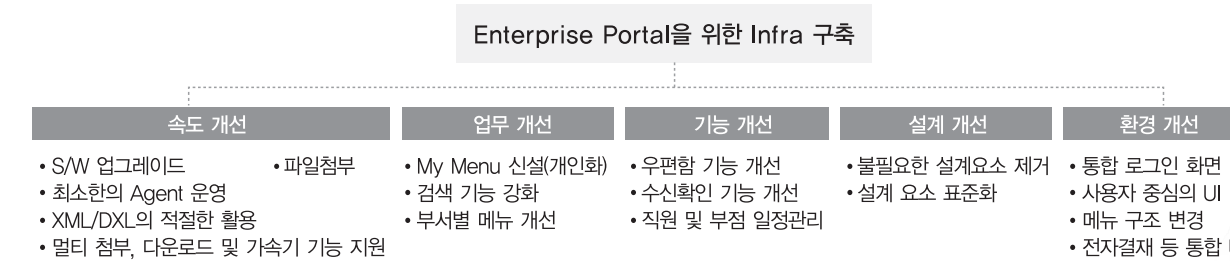 Enterprise Portal을 위한 Infra 구축
속도 개선
• S/W 업그레이드 • 파일첨부
• 최소한의 Agent 운영
• XML/DXL의 적절한 활용
• 멀티 첨부, 다운로드 및 가속기 기능 지원
업무 개선
• My Menu 신설(개인화)
• 검색 기능 강화
• 부서별 메뉴 개선
기능 개선
• 우편함 기능 개선
• 수신확인 기능 개선
• 직원 및 부점 일정관리
설계 개선
• 불필요한 설계요소 제거
• 설계 요소 표준화
환경 개선
• 통합 로그인 화면
• 사용자 중심의 UI
• 메뉴 구조 변경
• 전자결재 등 통합